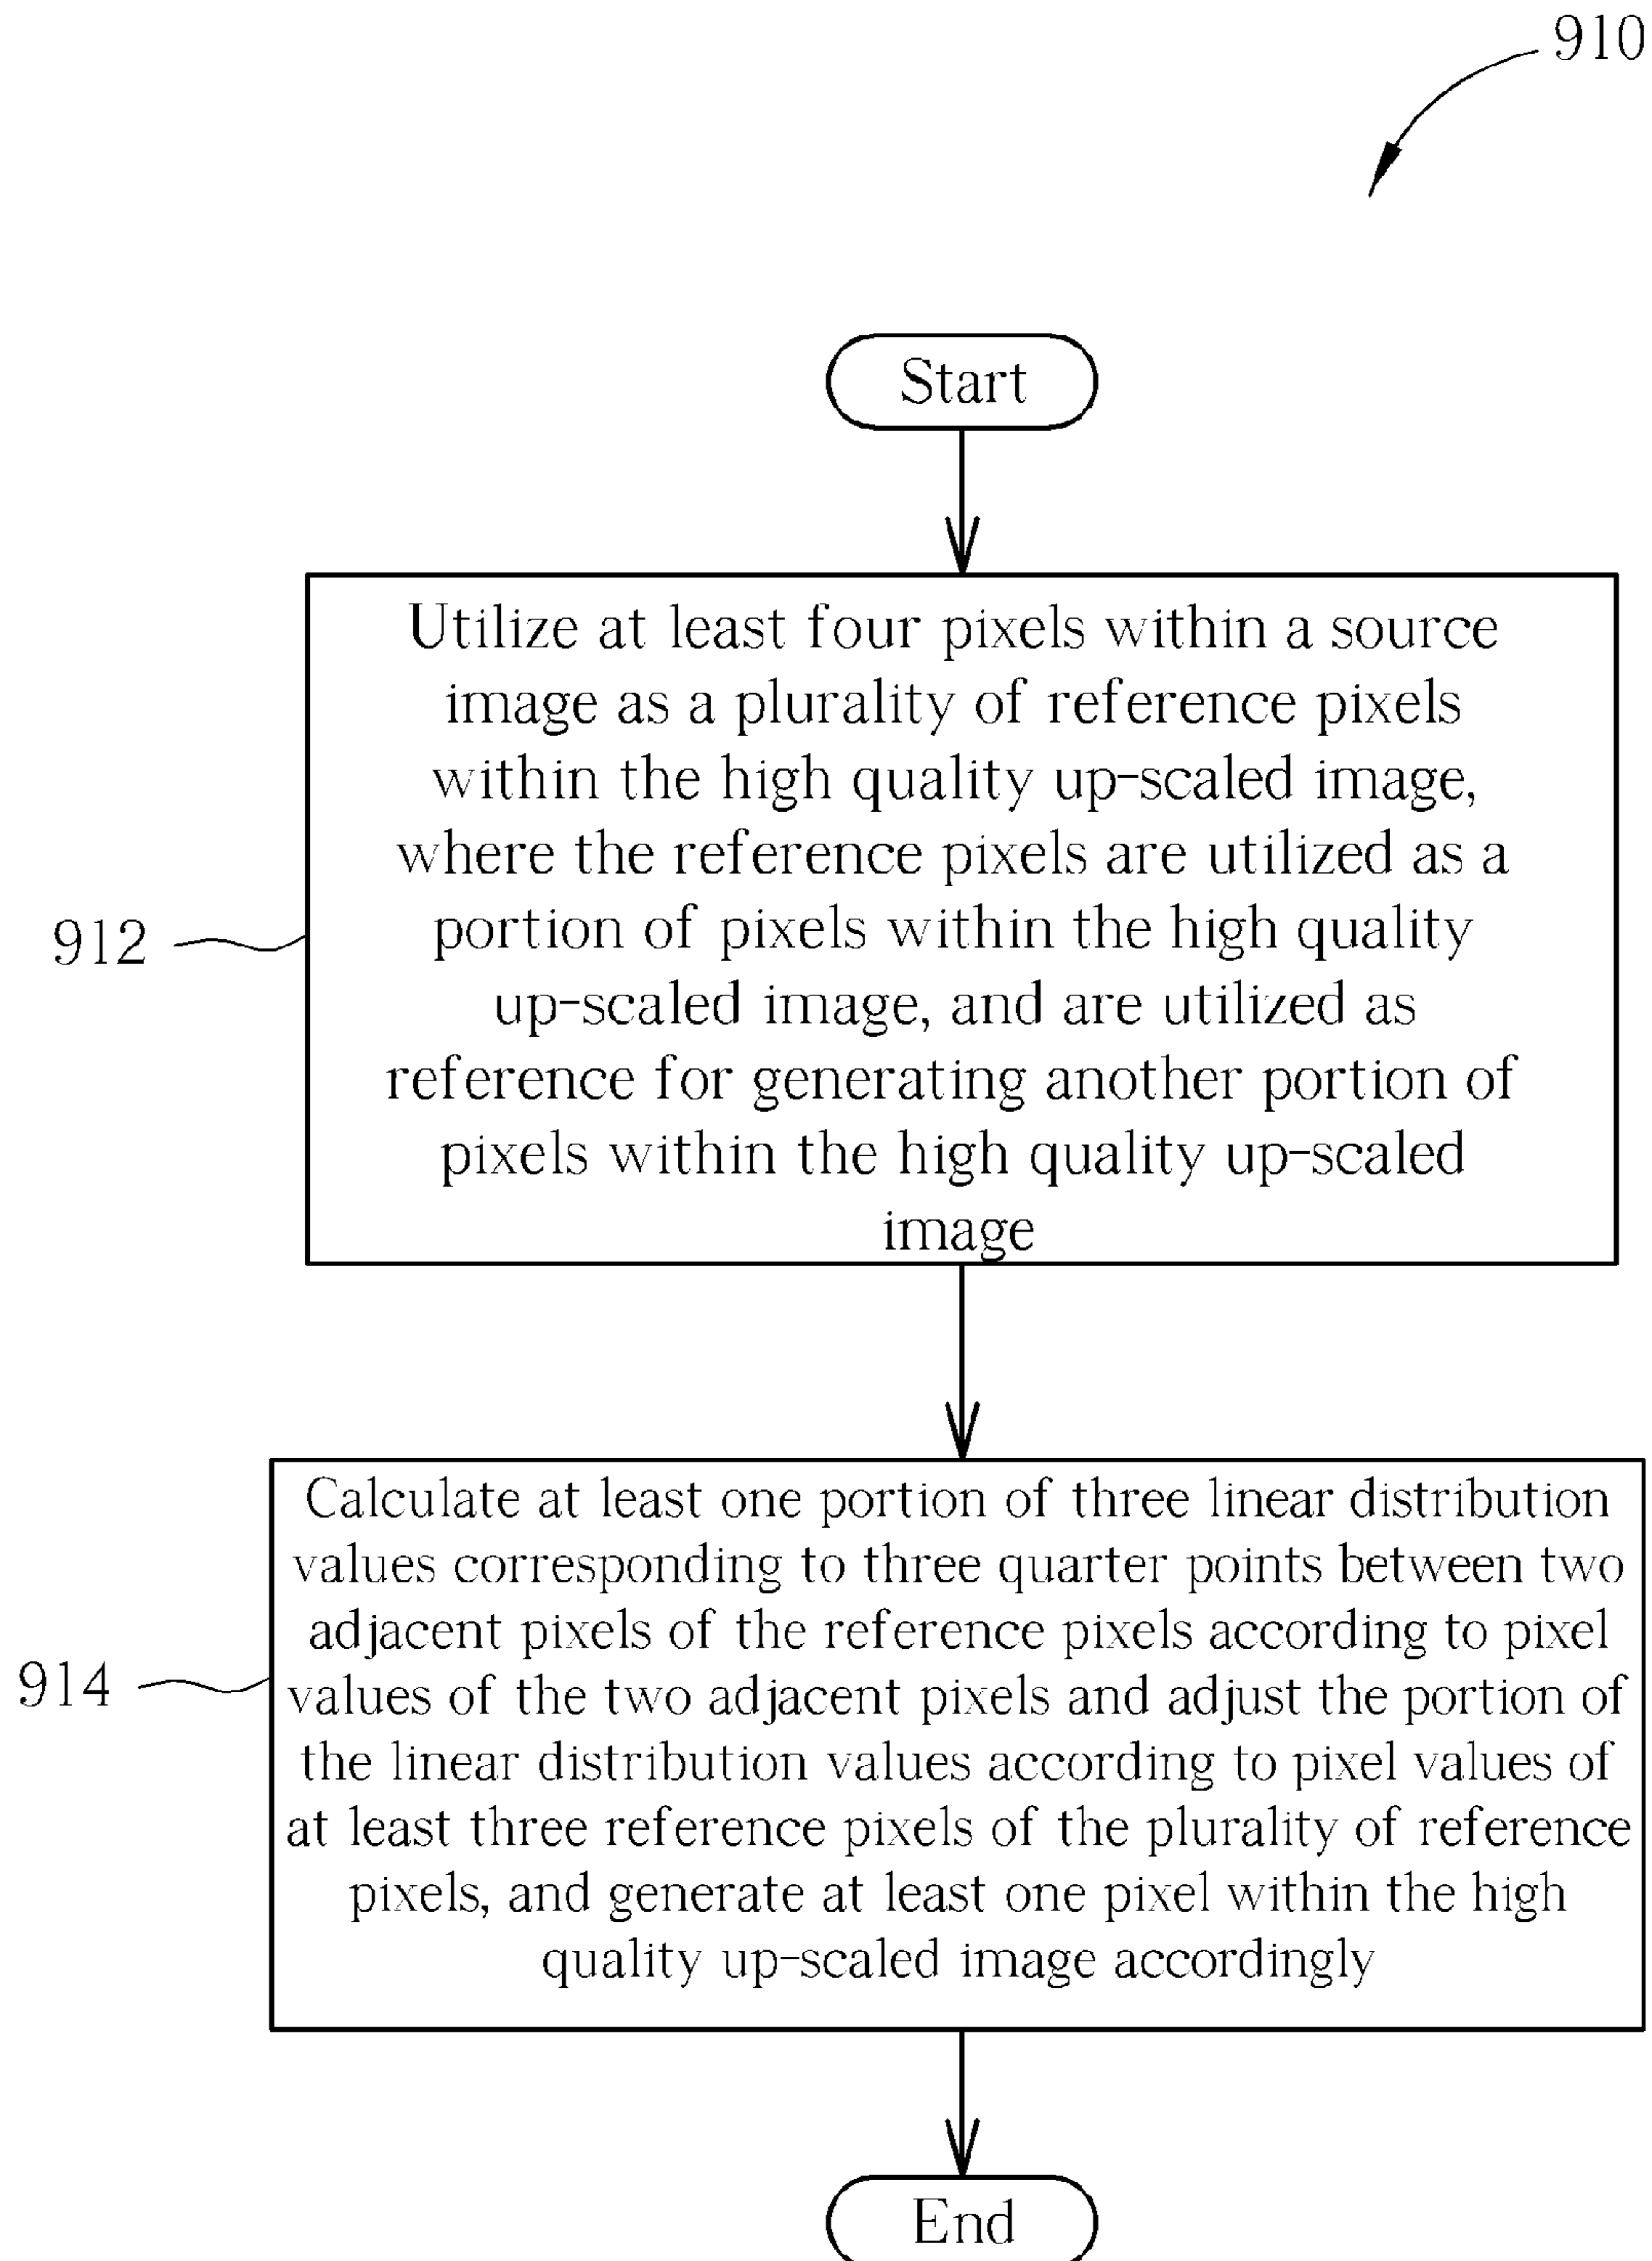 910
Start
Utilize at least four pixels within a source
image as a plurality of reference pixels
within the high quality up-scaled image,
where the reference pixels are utilized as a
portion of pixels within the high quality
up-scaled image, and are utilized as
reference for generating another portion of
pixels within the high quality up-scaled
image
912
Calculate at least one portion of three linear distribution
values corresponding to three quarter points between two
adjacent pixels of the reference pixels according to pixel
values of the two adjacent pixels and adjust the portion of
the linear distribution values according to pixel values of
at least three reference pixels of the plurality of reference
pixels, and generate at least one pixel within the high
quality up-scaled image accordingly
914
End